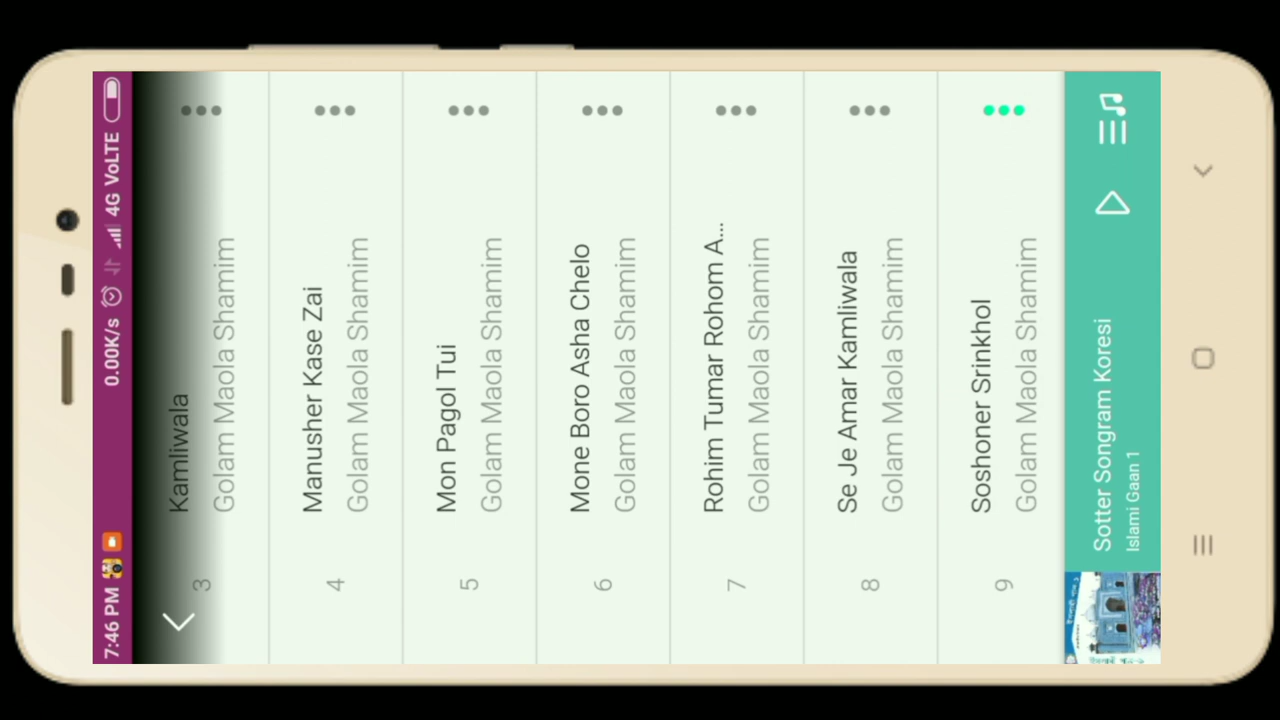 7:46 PM
0.00K/s
4G VoLTE
3
Kamliwala
Golam Maola Shamim
4
Manusher Kase Zai
Golam Maola Shamim
5
Mon Pagol Tui
Golam Maola Shamim
6
Mone Boro Asha Chelo
Golam Maola Shamim
7
Rohim Tumar Rohom A...
Golam Maola Shamim
8
Se Je Amar Kamliwala
Golam Maola Shamim
9
Soshoner Srinkhol
Golam Maola Shamim
Sotter Songram Koresi
Islami Gaan 1